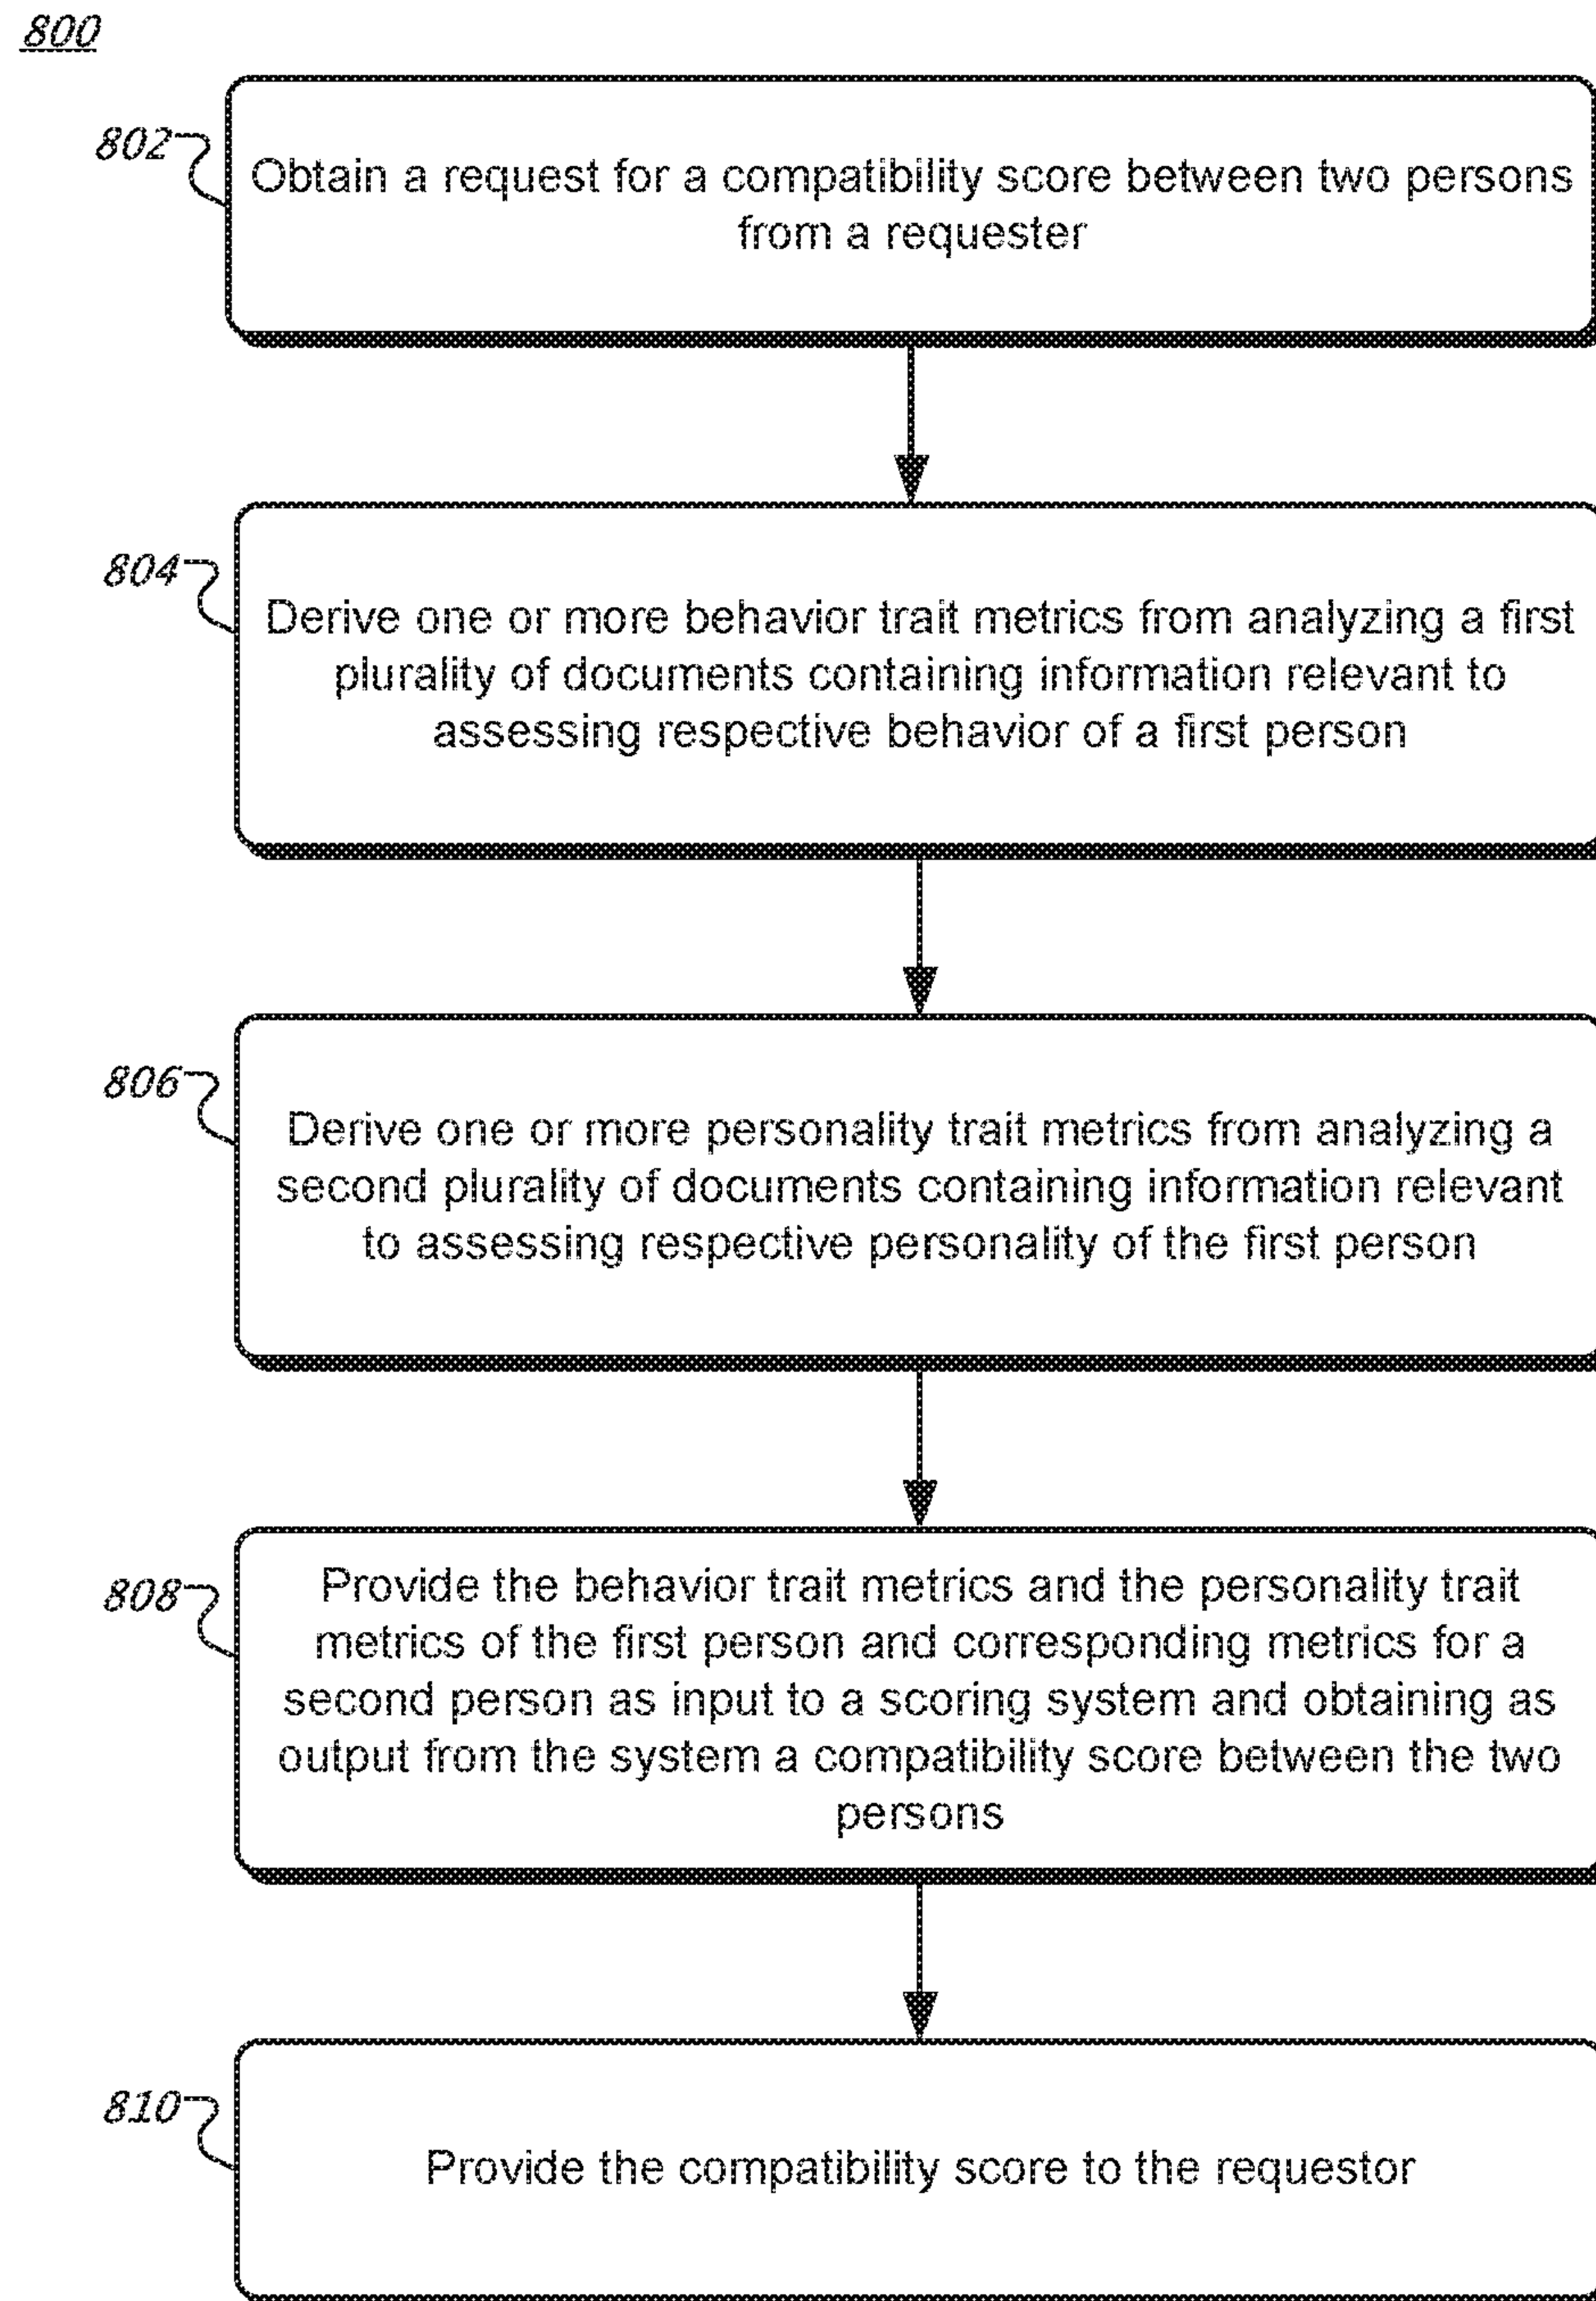 800
802
Obtain a request for a compatibility score between two persons
from a requester
804
Derive one or more behavior trait metrics from analyzing a first
plurality of documents containing information relevant to
assessing respective behavior of a first person
806
Derive one or more personality trait metrics from analyzing a
second plurality of documents containing information relevant
to assessing respective personality of the first person
808
Provide the behavior trait metrics and the personality trait
metrics of the first person and corresponding metrics for a
second person as input to a scoring system and obtaining as
output from the system a compatibility score between the two
persons
810
Provide the compatibility score to the requestor